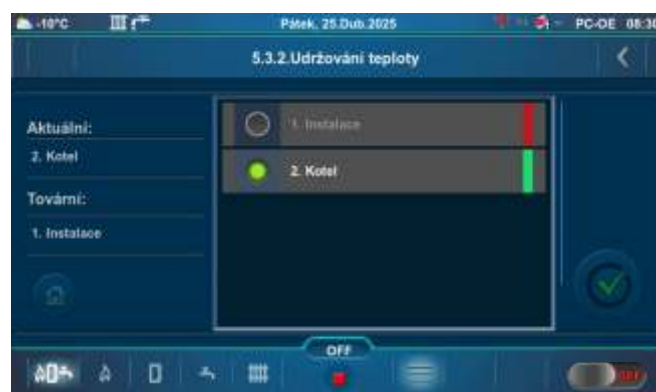 -10°C
Pátek, 25.Dub.2025
PC-OE 08:30
5.3.2.Udržování teploty
Aktuální:
2. Kotel
Tovární:
1. Instalace
1. Instalace
2. Kotel
OFF
OFF